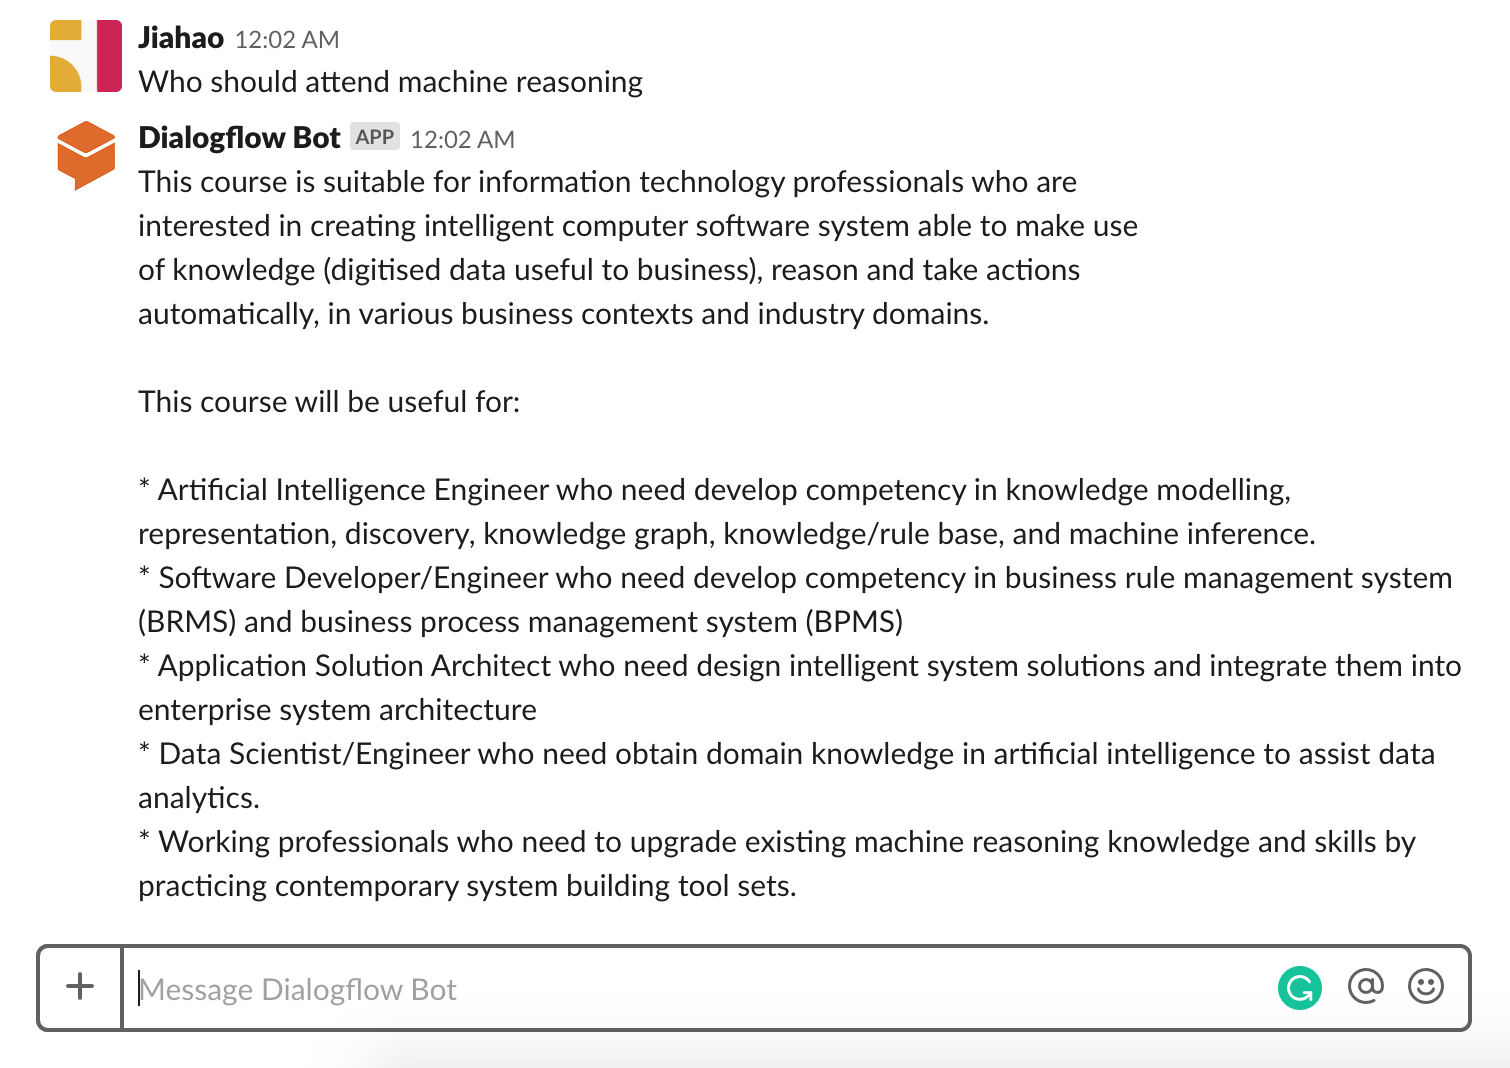 Jiahao 12:02 AM
Who should attend machine reasoning
Dialogflow Bot APP 12:02 AM
This course is suitable for information technology professionals who are
interested in creating intelligent computer software system able to make use
of knowledge (digitised data useful to business), reason and take actions
automatically, in various business contexts and industry domains.
This course will be useful for:
* Artificial Intelligence Engineer who need develop competency in knowledge modelling,
representation, discovery, knowledge graph, knowledge/rule base, and machine inference.
* Software Developer/Engineer who need develop competency in business rule management system
(BRMS) and business process management system (BPMS)
* Application Solution Architect who need design intelligent system solutions and integrate them into
enterprise system architecture
* Data Scientist/Engineer who need obtain domain knowledge in artificial intelligence to assist data
analytics.
* Working professionals who need to upgrade existing machine reasoning knowledge and skills by
practicing contemporary system building tool sets.
Message Dialogflow Bot